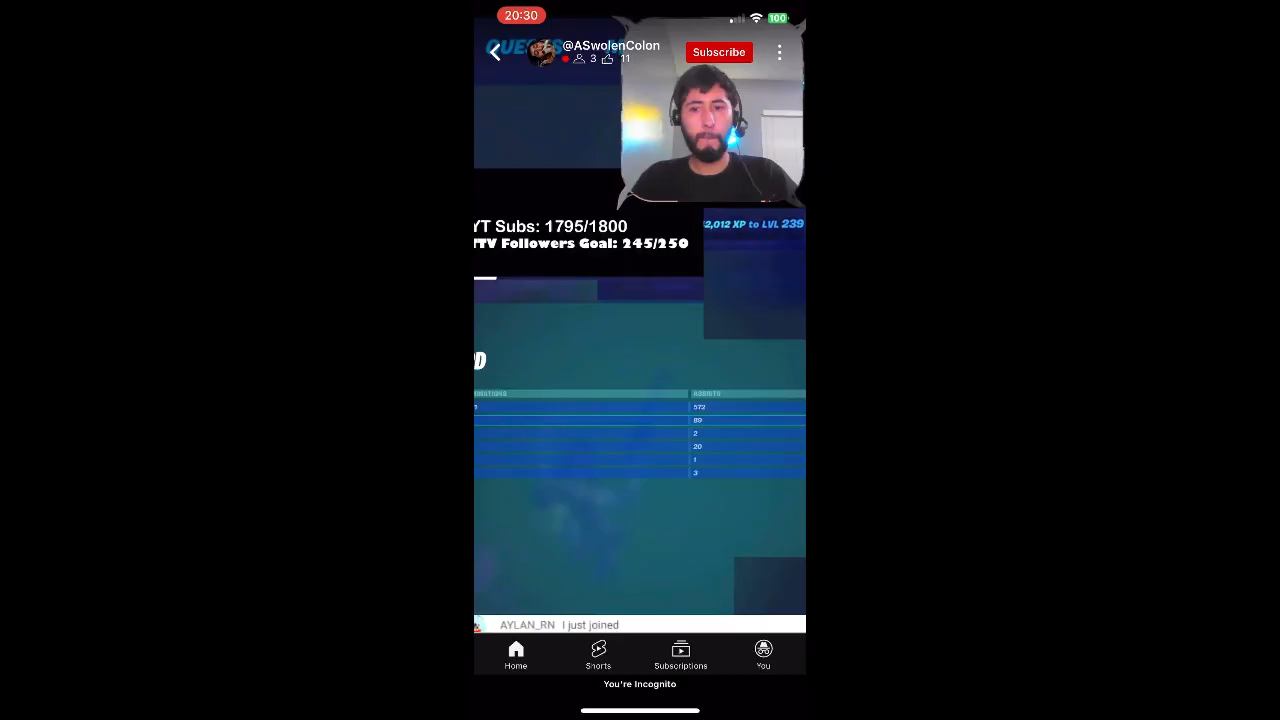 20:30
100
@ASwolenColon
3 11
Subscribe
YT Subs: 1795/1800
TTV Followers Goal: 245/250
2,012 XP to LVL 239
ASSISTS
572
89
2
20
1
3
AYLAN_RN I just joined
Home
Shorts
Subscriptions
You
You're Incognito